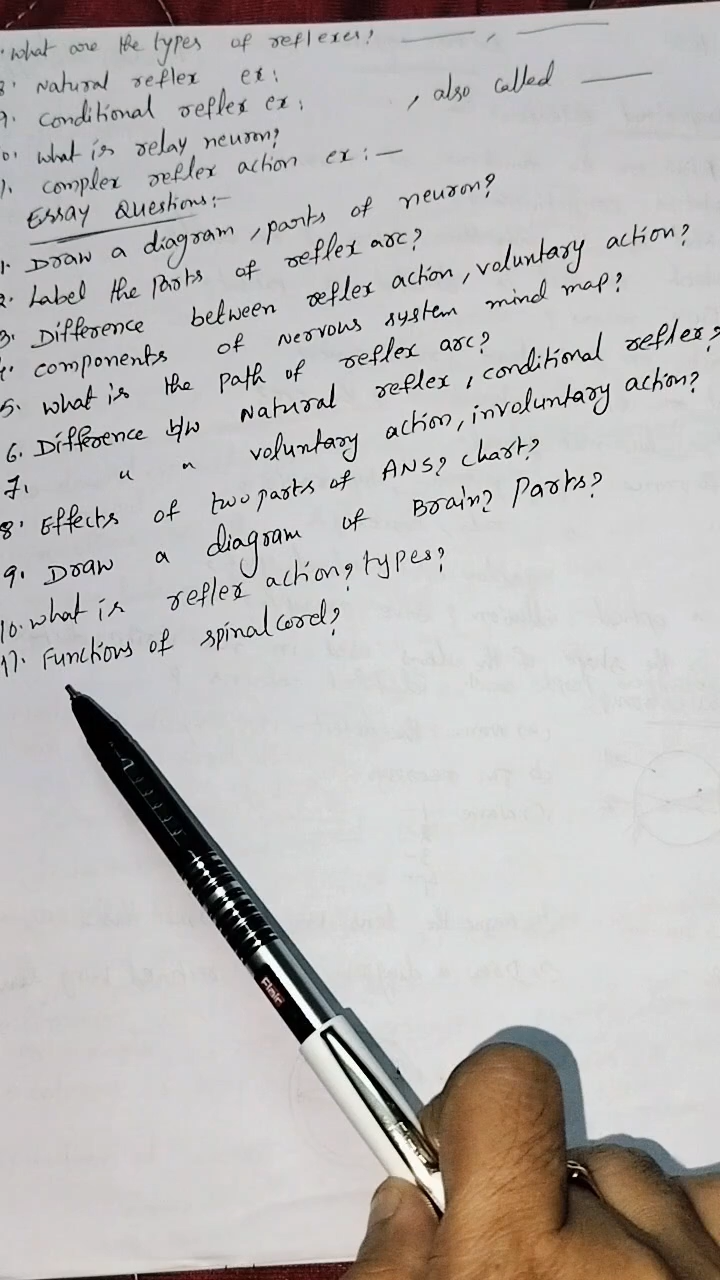 What are the types of reflexes? ——, ——
8. Natural reflex ex:
9. Conditional reflex ex: , also called ——
0. What is relay neuron?
1. Complex reflex action ex: —
Essay Questions:-
1. Draw a diagram, parts of neuron?
2. Label the parts of reflex arc?
3. Difference between reflex action, voluntary action?
4. components of nervous system mind map?
5. What is the path of reflex arc?
6. Difference b/w Natural reflex, conditional reflex?
7. " " voluntary action, involuntary action?
8. Effects of two parts of ANS? chart?
9. Draw a diagram of Brain? Parts?
10. What is reflex action? types?
11. Functions of spinal cord?
Flair